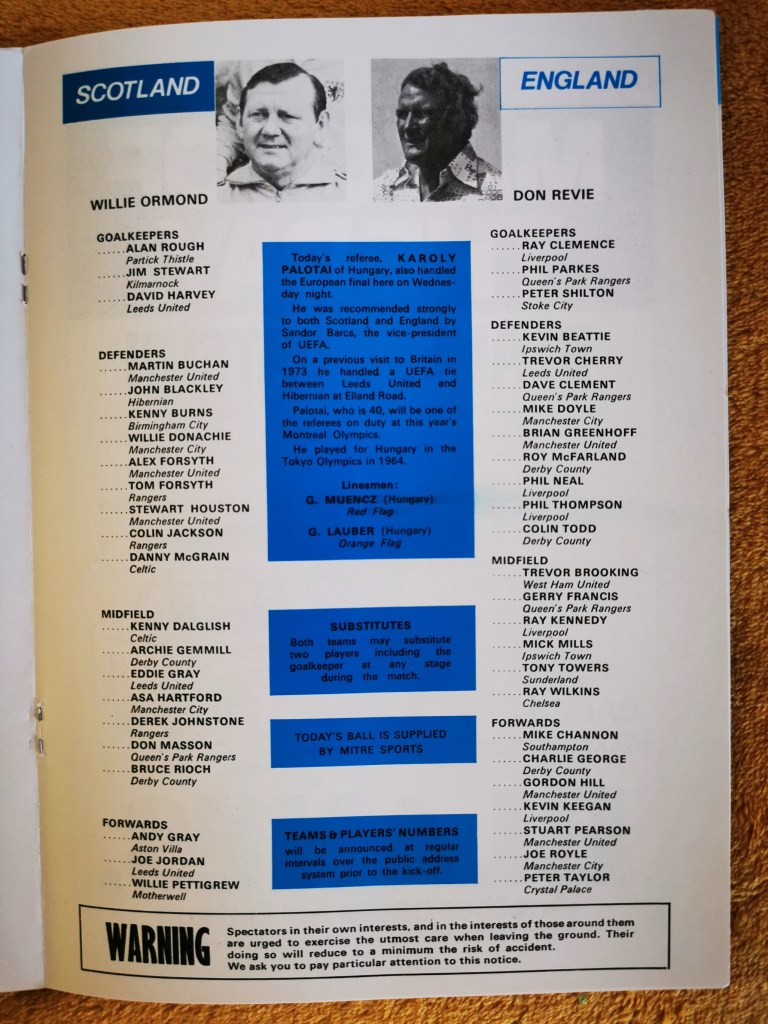 SCOTLAND
ENGLAND
WILLIE ORMOND
DON REVIE
GOALKEEPERS
......ALAN ROUGH
Partick Thistle
......JIM STEWART
Kilmarnock
......DAVID HARVEY
Leeds United
DEFENDERS
......MARTIN BUCHAN
Manchester United
......JOHN BLACKLEY
Hibernian
......KENNY BURNS
Birmingham City
......WILLIE DONACHIE
Manchester City
......ALEX FORSYTH
Manchester United
......TOM FORSYTH
Rangers
......STEWART HOUSTON
Manchester United
......COLIN JACKSON
Rangers
......DANNY McGRAIN
Celtic
MIDFIELD
......KENNY DALGLISH
Celtic
......ARCHIE GEMMILL
Derby County
......EDDIE GRAY
Leeds United
......ASA HARTFORD
Manchester City
......DEREK JOHNSTONE
Rangers
......DON MASSON
Queen's Park Rangers
......BRUCE RIOCH
Derby County
FORWARDS
......ANDY GRAY
Aston Villa
......JOE JORDAN
Leeds United
......WILLIE PETTIGREW
Motherwell
Today's referee, KAROLY
PALOTAI of Hungary, also handled
the European final here on Wednes-
day night.
He was recommended strongly
to both Scotland and England by
Sandor Barcs, the vice-president
of UEFA.
On a previous visit to Britain in
1973 he handled a UEFA tie
between Leeds United and
Hibernian at Elland Road.
Palotai, who is 40, will be one of
the referees on duty at this year's
Montreal Olympics.
He played for Hungary in the
Tokyo Olympics in 1964.
Linesmen:
G. MUENCZ (Hungary)
Red Flag
G. LAUBER (Hungary)
Orange Flag
SUBSTITUTES
Both teams may substitute
two players including the
goalkeeper at any stage
during the match.
TODAY'S BALL IS SUPPLIED
BY MITRE SPORTS
TEAMS & PLAYERS' NUMBERS
will be announced at regular
intervals over the public address
system prior to the kick-off.
GOALKEEPERS
......RAY CLEMENCE
Liverpool
......PHIL PARKES
Queen's Park Rangers
......PETER SHILTON
Stoke City
DEFENDERS
......KEVIN BEATTIE
Ipswich Town
......TREVOR CHERRY
Leeds United
......DAVE CLEMENT
Queen's Park Rangers
......MIKE DOYLE
Manchester City
......BRIAN GREENHOFF
Manchester United
......ROY McFARLAND
Derby County
......PHIL NEAL
Liverpool
......PHIL THOMPSON
Liverpool
......COLIN TODD
Derby County
MIDFIELD
......TREVOR BROOKING
West Ham United
......GERRY FRANCIS
Queen's Park Rangers
......RAY KENNEDY
Liverpool
......MICK MILLS
Ipswich Town
......TONY TOWERS
Sunderland
......RAY WILKINS
Chelsea
FORWARDS
......MIKE CHANNON
Southampton
......CHARLIE GEORGE
Derby County
......GORDON HILL
Manchester United
......KEVIN KEEGAN
Liverpool
......STUART PEARSON
Manchester United
......JOE ROYLE
Manchester City
......PETER TAYLOR
Crystal Palace
WARNING
Spectators in their own interests, and in the interests of those around them
are urged to exercise the utmost care when leaving the ground. Their
doing so will reduce to a minimum the risk of accident.
We ask you to pay particular attention to this notice.